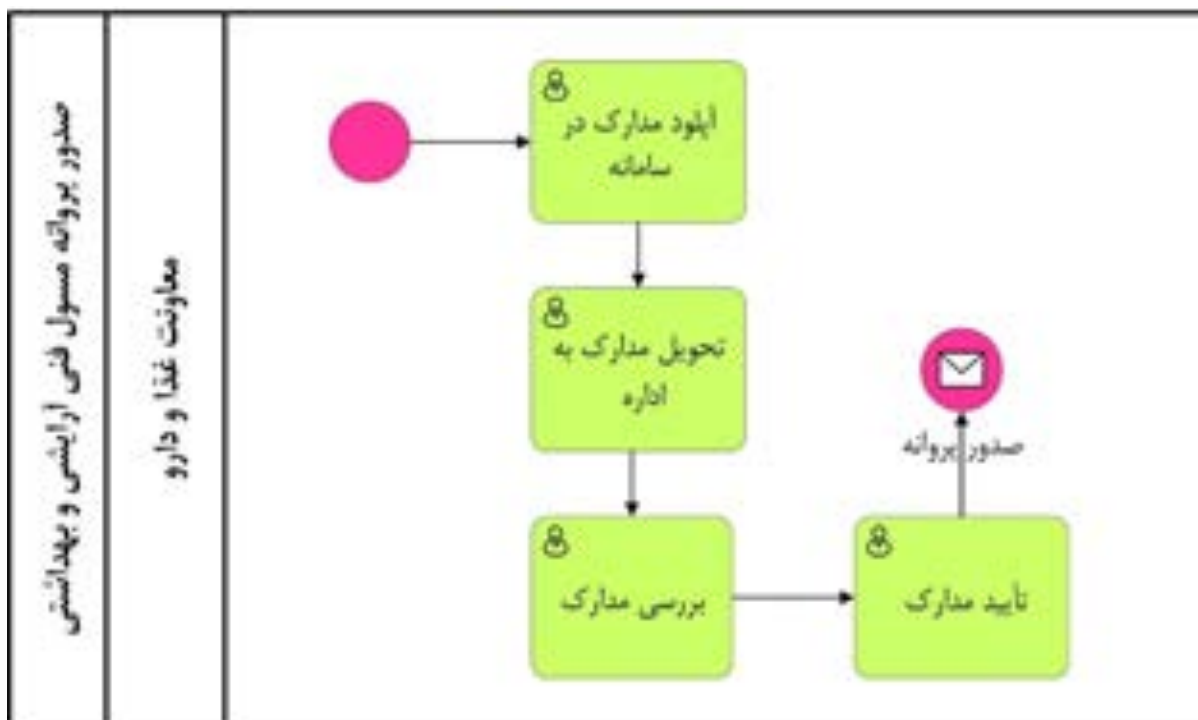 صدور پروانه مسول فنی آرایشی و بهداشتی
معاونت غذا و دارو
آپلود مدارک در
سامانه
تحویل مدارک به
اداره
بررسی مدارک
تأیید مدارک
صدور پروانه